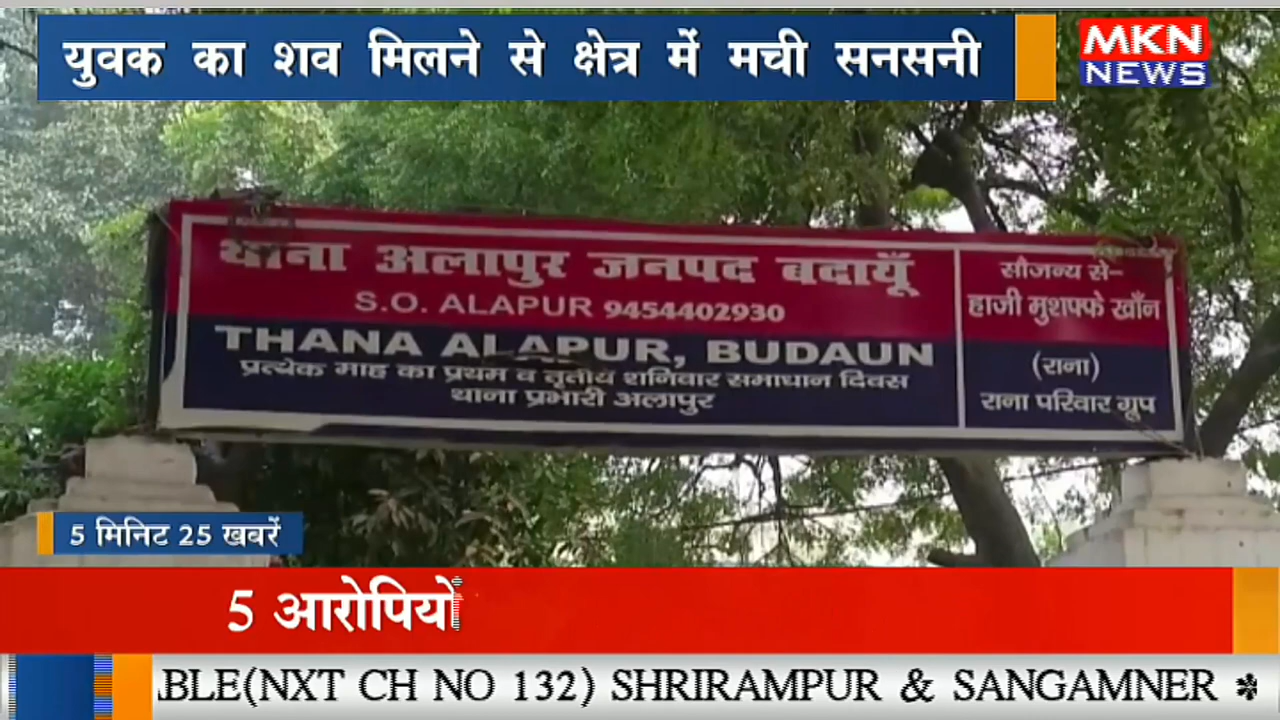 युवक का शव मिलने से क्षेत्र में मची सनसनी
MKN
NEWS
थाना अलापुर जनपद बदायूँ
S.O. ALAPUR 9454402930
THANA ALAPUR, BUDAUN
प्रत्येक माह का प्रथम व तृतीय शनिवार समाधान दिवस
थाना प्रभारी अलापुर
सौजन्य से-
हाजी मुशफ्फे खाँन
(राना)
राना परिवार ग्रूप
5 मिनिट 25 खबरें
5 आरोपियों
.BLE(NXT CH NO 132) SHRIRAMPUR & SANGAMNER *